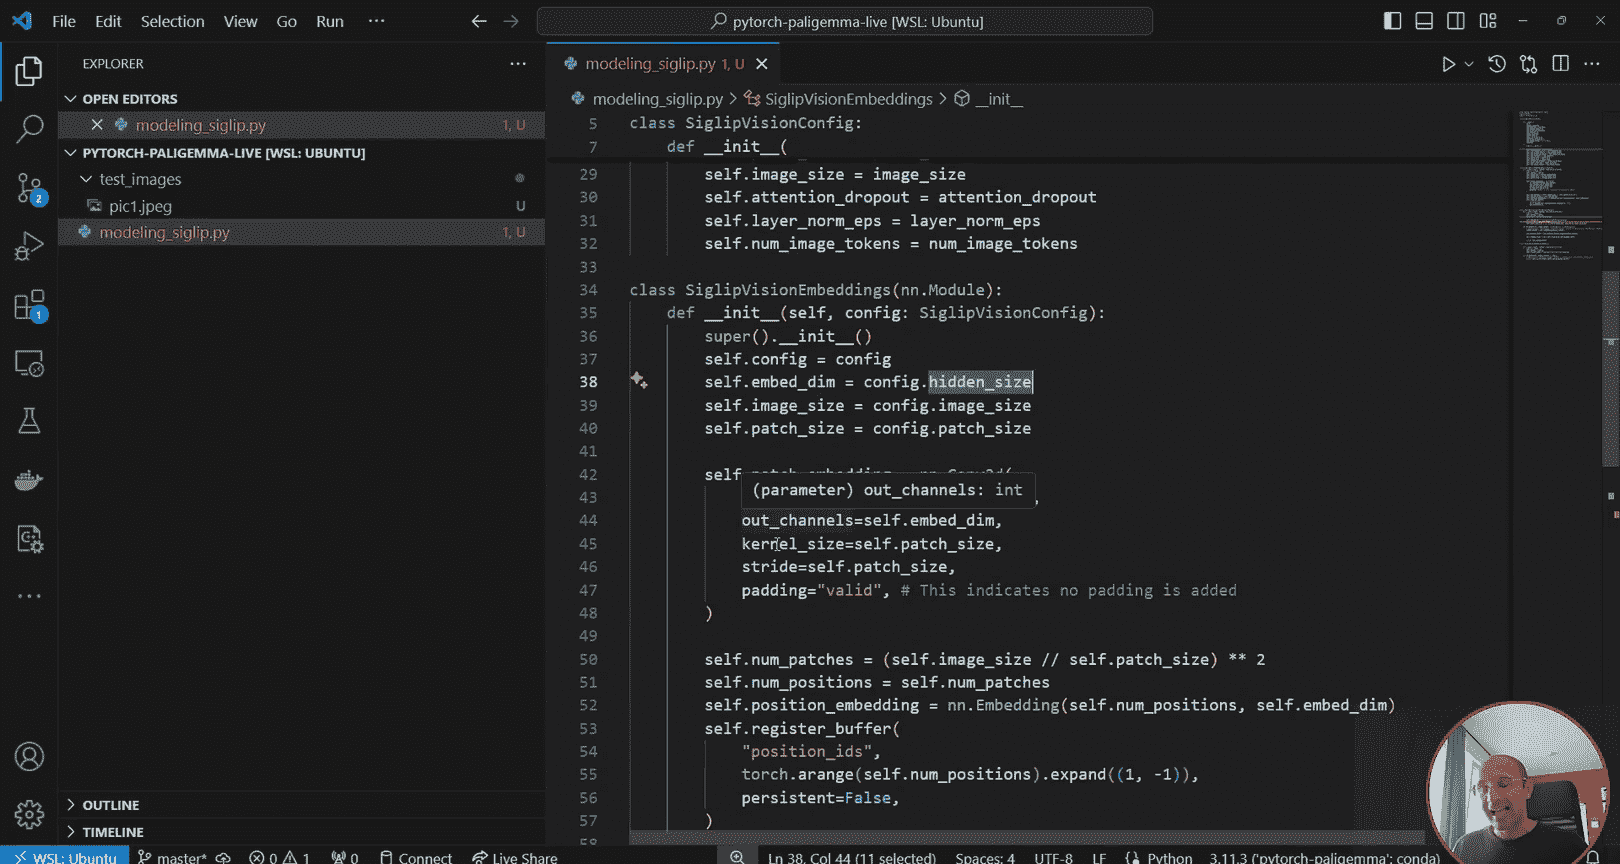 File Edit Selection View Go Run ···
pytorch-paligemma-live [WSL: Ubuntu]
EXPLORER
OPEN EDITORS
modeling_siglip.py 1, U
PYTORCH-PALIGEMMA-LIVE [WSL: UBUNTU]
test_images
pic1.jpeg U
modeling_siglip.py 1, U
OUTLINE
TIMELINE
2
1
modeling_siglip.py 1, U
modeling_siglip.py > SiglipVisionEmbeddings > __init__
5 class SiglipVisionConfig:
7 def __init__(
29 self.image_size = image_size
30 self.attention_dropout = attention_dropout
31 self.layer_norm_eps = layer_norm_eps
32 self.num_image_tokens = num_image_tokens
33
34 class SiglipVisionEmbeddings(nn.Module):
35 def __init__(self, config: SiglipVisionConfig):
36 super().__init__()
37 self.config = config
38 self.embed_dim = config.hidden_size
39 self.image_size = config.image_size
40 self.patch_size = config.patch_size
41
42 self
(parameter) out_channels: int
43 ,
44 out_channels=self.embed_dim,
45 kernel_size=self.patch_size,
46 stride=self.patch_size,
47 padding="valid", # This indicates no padding is added
48 )
49
50 self.num_patches = (self.image_size // self.patch_size) ** 2
51 self.num_positions = self.num_patches
52 self.position_embedding = nn.Embedding(self.num_positions, self.embed_dim)
53 self.register_buffer(
54 "position_ids",
55 torch.arange(self.num_positions).expand((1, -1)),
56 persistent=False,
57 )
WSL: Ubuntu master* 0 1 0 Connect Live Share Ln 38, Col 44 (11 selected) Spaces: 4 UTF-8 LF {} Python 3.11.3 ('pytorch-paligemma': conda)